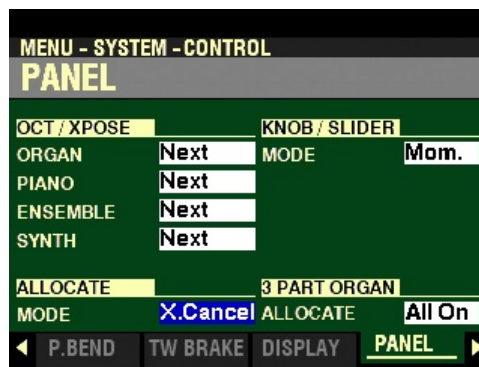 MENU - SYSTEM - CONTROL
PANEL
OCT / XPOSE KNOB / SLIDER
ORGAN Next MODE Mom.
PIANO Next
ENSEMBLE Next
SYNTH Next
ALLOCATE 3 PART ORGAN
MODE X.Cancel ALLOCATE All On
P.BEND TW BRAKE DISPLAY PANEL